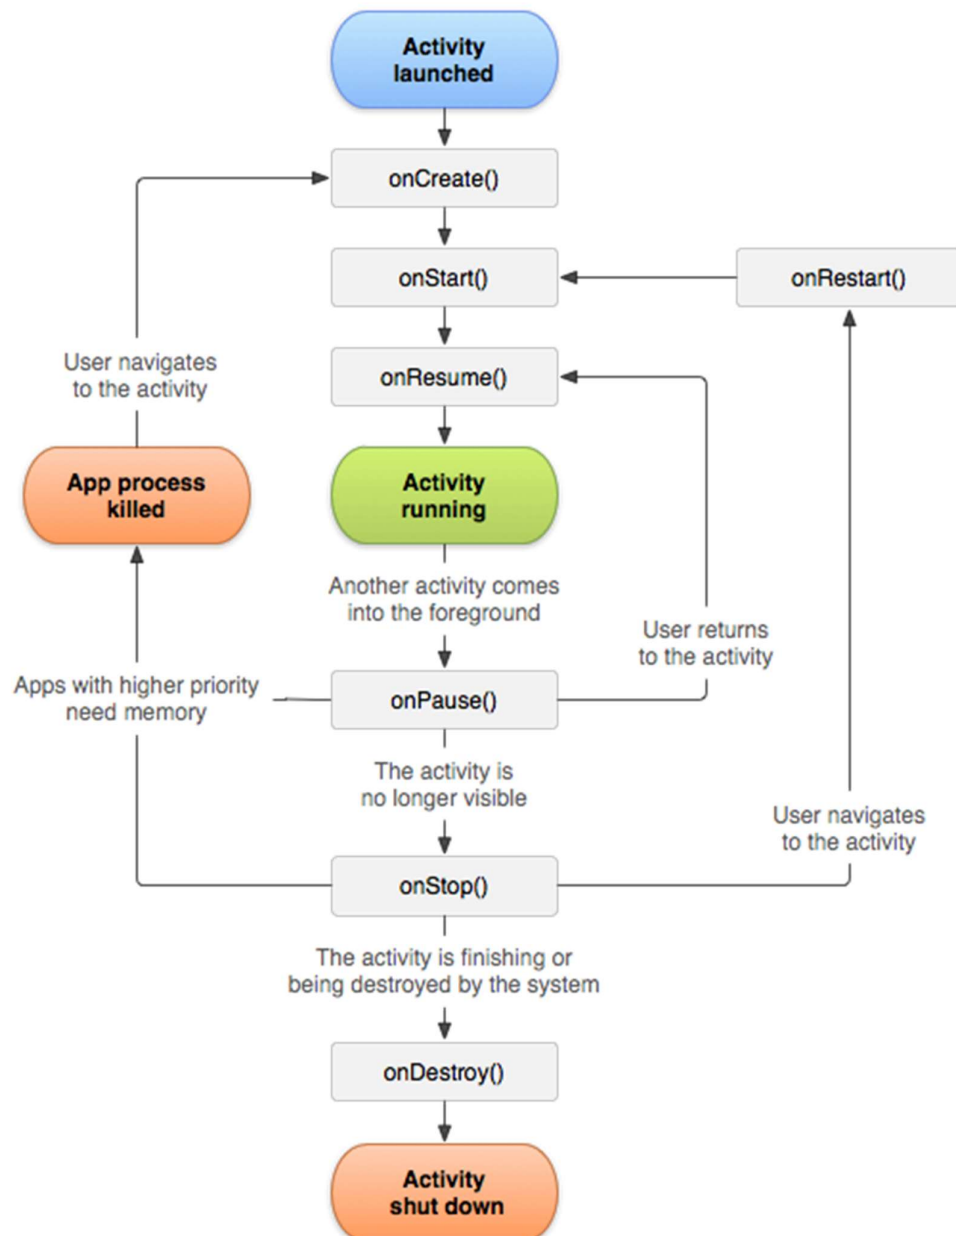 Activity
launched
onCreate()
onStart()
onRestart()
User navigates
to the activity
onResume()
App process
killed
Activity
running
Another activity comes
into the foreground
User returns
to the activity
Apps with higher priority
need memory
onPause()
The activity is
no longer visible
User navigates
to the activity
onStop()
The activity is finishing or
being destroyed by the system
onDestroy()
Activity
shut down